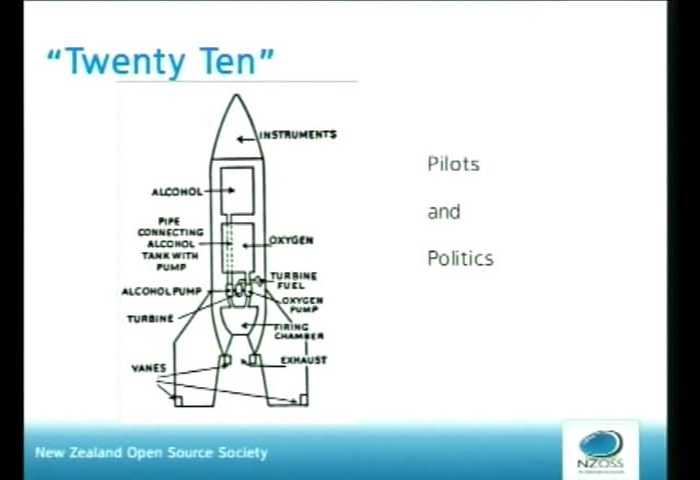 “Twenty Ten”
INSTRUMENTS
ALCOHOL
PIPE
CONNECTING
ALCOHOL
TANK WITH
PUMP
OXYGEN
TURBINE
FUEL
ALCOHOL PUMP
OXYGEN
PUMP
TURBINE
FIRING
CHAMBER
EXHAUST
VANES
Pilots
and
Politics
New Zealand Open Source Society
NZOSS